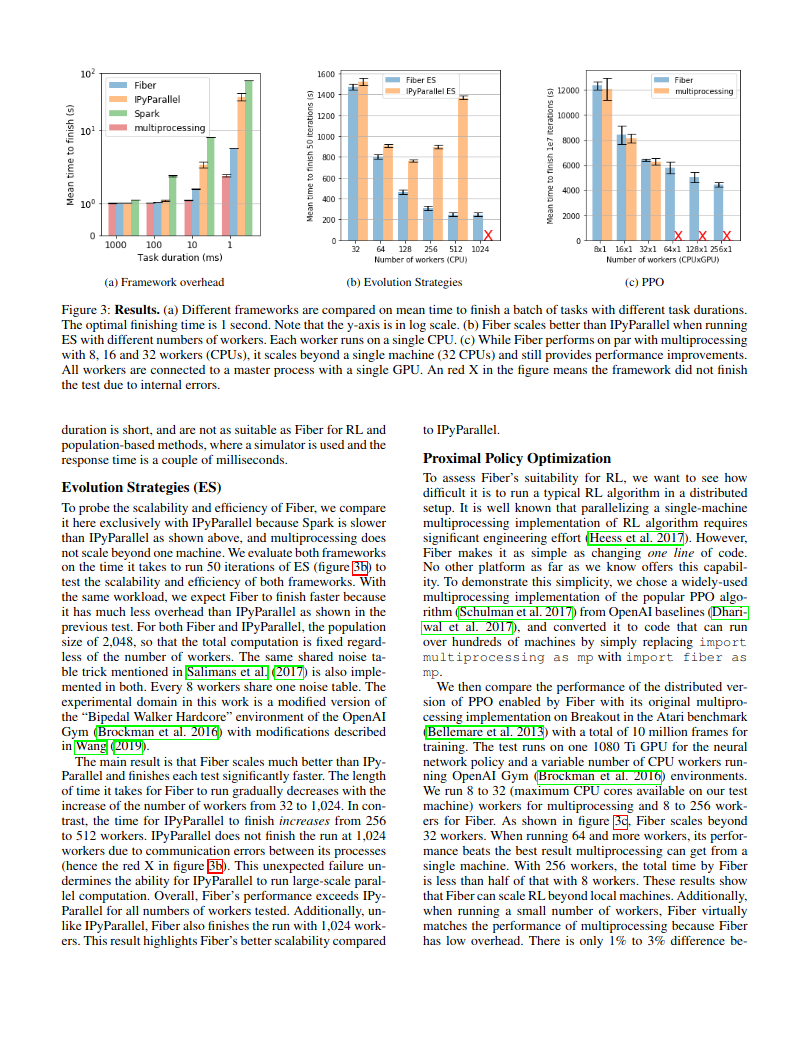 10²
10¹
10⁰
0
Mean time to finish (s)
Fiber
IPyParallel
Spark
multiprocessing
1000 100 10 1
Task duration (ms)
(a) Framework overhead
1600
1400
1200
1000
800
600
400
200
0
Mean time to finish 50 iterations (s)
Fiber ES
IPyParallel ES
X
32 64 128 256 512 1024
Number of workers (CPU)
(b) Evolution Strategies
12000
10000
8000
6000
4000
2000
0
Mean time to finish 1e7 iterations (s)
Fiber
multiprocessing
X X X
8x1 16x1 32x1 64x1 128x1 256x1
Number of workers (CPUxGPU)
(c) PPO
Figure 3: Results. (a) Different frameworks are compared on mean time to finish a batch of tasks with different task durations.
The optimal finishing time is 1 second. Note that the y-axis is in log scale. (b) Fiber scales better than IPyParallel when running
ES with different numbers of workers. Each worker runs on a single CPU. (c) While Fiber performs on par with multiprocessing
with 8, 16 and 32 workers (CPUs), it scales beyond a single machine (32 CPUs) and still provides performance improvements.
All workers are connected to a master process with a single GPU. An red X in the figure means the framework did not finish
the test due to internal errors.
duration is short, and are not as suitable as Fiber for RL and
population-based methods, where a simulator is used and the
response time is a couple of milliseconds.
Evolution Strategies (ES)
To probe the scalability and efficiency of Fiber, we compare
it here exclusively with IPyParallel because Spark is slower
than IPyParallel as shown above, and multiprocessing does
not scale beyond one machine. We evaluate both frameworks
on the time it takes to run 50 iterations of ES (figure 3b) to
test the scalability and efficiency of both frameworks. With
the same workload, we expect Fiber to finish faster because
it has much less overhead than IPyParallel as shown in the
previous test. For both Fiber and IPyParallel, the population
size of 2,048, so that the total computation is fixed regard-
less of the number of workers. The same shared noise ta-
ble trick mentioned in Salimans et al. (2017) is also imple-
mented in both. Every 8 workers share one noise table. The
experimental domain in this work is a modified version of
the “Bipedal Walker Hardcore” environment of the OpenAI
Gym (Brockman et al. 2016) with modifications described
in Wang (2019).
The main result is that Fiber scales much better than IPy-
Parallel and finishes each test significantly faster. The length
of time it takes for Fiber to run gradually decreases with the
increase of the number of workers from 32 to 1,024. In con-
trast, the time for IPyParallel to finish increases from 256
to 512 workers. IPyParallel does not finish the run at 1,024
workers due to communication errors between its processes
(hence the red X in figure 3b). This unexpected failure un-
dermines the ability for IPyParallel to run large-scale paral-
lel computation. Overall, Fiber’s performance exceeds IPy-
Parallel for all numbers of workers tested. Additionally, un-
like IPyParallel, Fiber also finishes the run with 1,024 work-
ers. This result highlights Fiber’s better scalability compared
to IPyParallel.
Proximal Policy Optimization
To assess Fiber’s suitability for RL, we want to see how
difficult it is to run a typical RL algorithm in a distributed
setup. It is well known that parallelizing a single-machine
multiprocessing implementation of RL algorithm requires
significant engineering effort (Heess et al. 2017). However,
Fiber makes it as simple as changing one line of code.
No other platform as far as we know offers this capabil-
ity. To demonstrate this simplicity, we chose a widely-used
multiprocessing implementation of the popular PPO algo-
rithm (Schulman et al. 2017) from OpenAI baselines (Dhari-
wal et al. 2017), and converted it to code that can run
over hundreds of machines by simply replacing import
multiprocessing as mp with import fiber as
mp.
We then compare the performance of the distributed ver-
sion of PPO enabled by Fiber with its original multipro-
cessing implementation on Breakout in the Atari benchmark
(Bellemare et al. 2013) with a total of 10 million frames for
training. The test runs on one 1080 Ti GPU for the neural
network policy and a variable number of CPU workers run-
ning OpenAI Gym (Brockman et al. 2016) environments.
We run 8 to 32 (maximum CPU cores available on our test
machine) workers for multiprocessing and 8 to 256 work-
ers for Fiber. As shown in figure 3c, Fiber scales beyond
32 workers. When running 64 and more workers, its perfor-
mance beats the best result multiprocessing can get from a
single machine. With 256 workers, the total time by Fiber
is less than half of that with 8 workers. These results show
that Fiber can scale RL beyond local machines. Additionally,
when running a small number of workers, Fiber virtually
matches the performance of multiprocessing because Fiber
has low overhead. There is only 1% to 3% difference be-